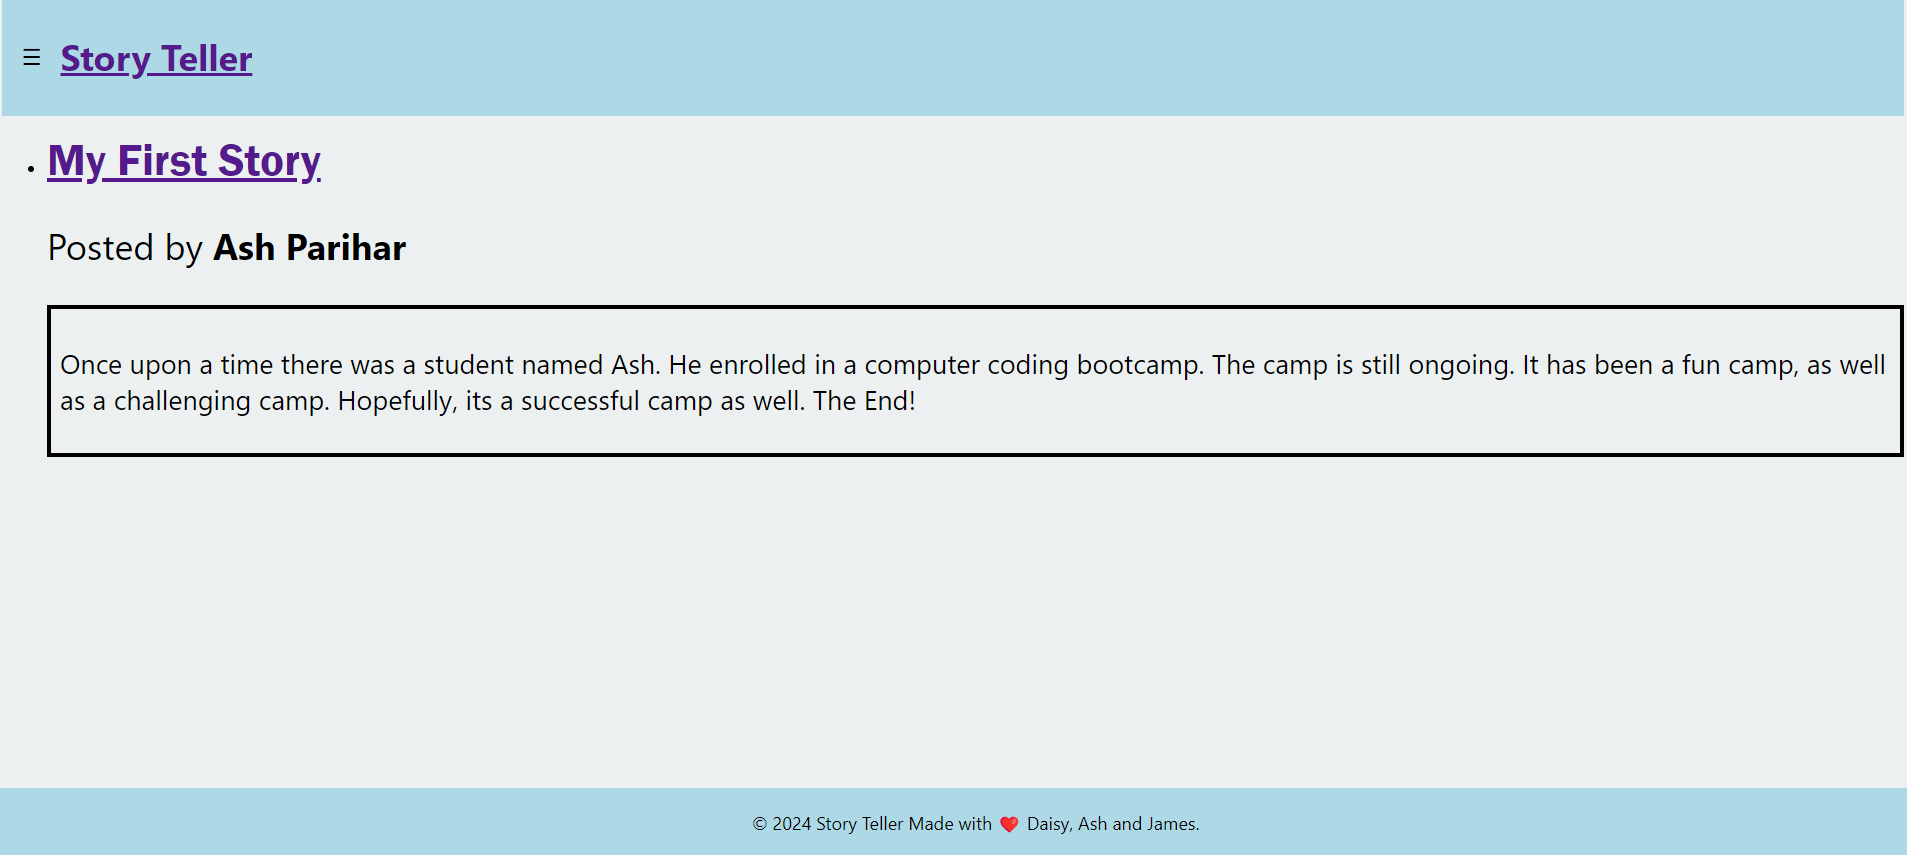 ☰ Story Teller
• My First Story
Posted by Ash Parihar
Once upon a time there was a student named Ash. He enrolled in a computer coding bootcamp. The camp is still ongoing. It has been a fun camp, as well
as a challenging camp. Hopefully, its a successful camp as well. The End!
© 2024 Story Teller Made with ❤️ Daisy, Ash and James.